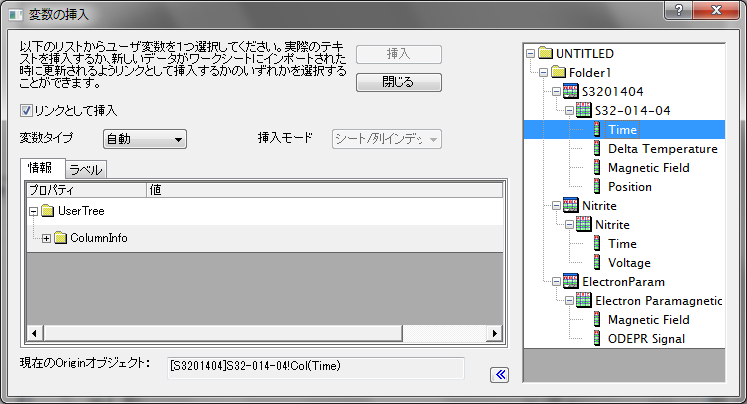 変数の挿入
以下のリストからユーザ変数を1つ選択してください。実際のテキ
ストを挿入するか、新しいデータがワークシートにインポートされた
時に更新されるようリンクとして挿入するかのいずれかを選択する
ことができます。
挿入
閉じる
リンクとして挿入
変数タイプ
自動
挿入モード
シート/列インデッ
情報
ラベル
プロパティ
値
UserTree
ColumnInfo
現在のOriginオブジェクト:
[S3201404]S32-014-04!Col(Time)
UNTITLED
Folder1
S3201404
S32-014-04
Time
Delta Temperature
Magnetic Field
Position
Nitrite
Nitrite
Time
Voltage
ElectronParam
Electron Paramagnetic
Magnetic Field
ODEPR Signal